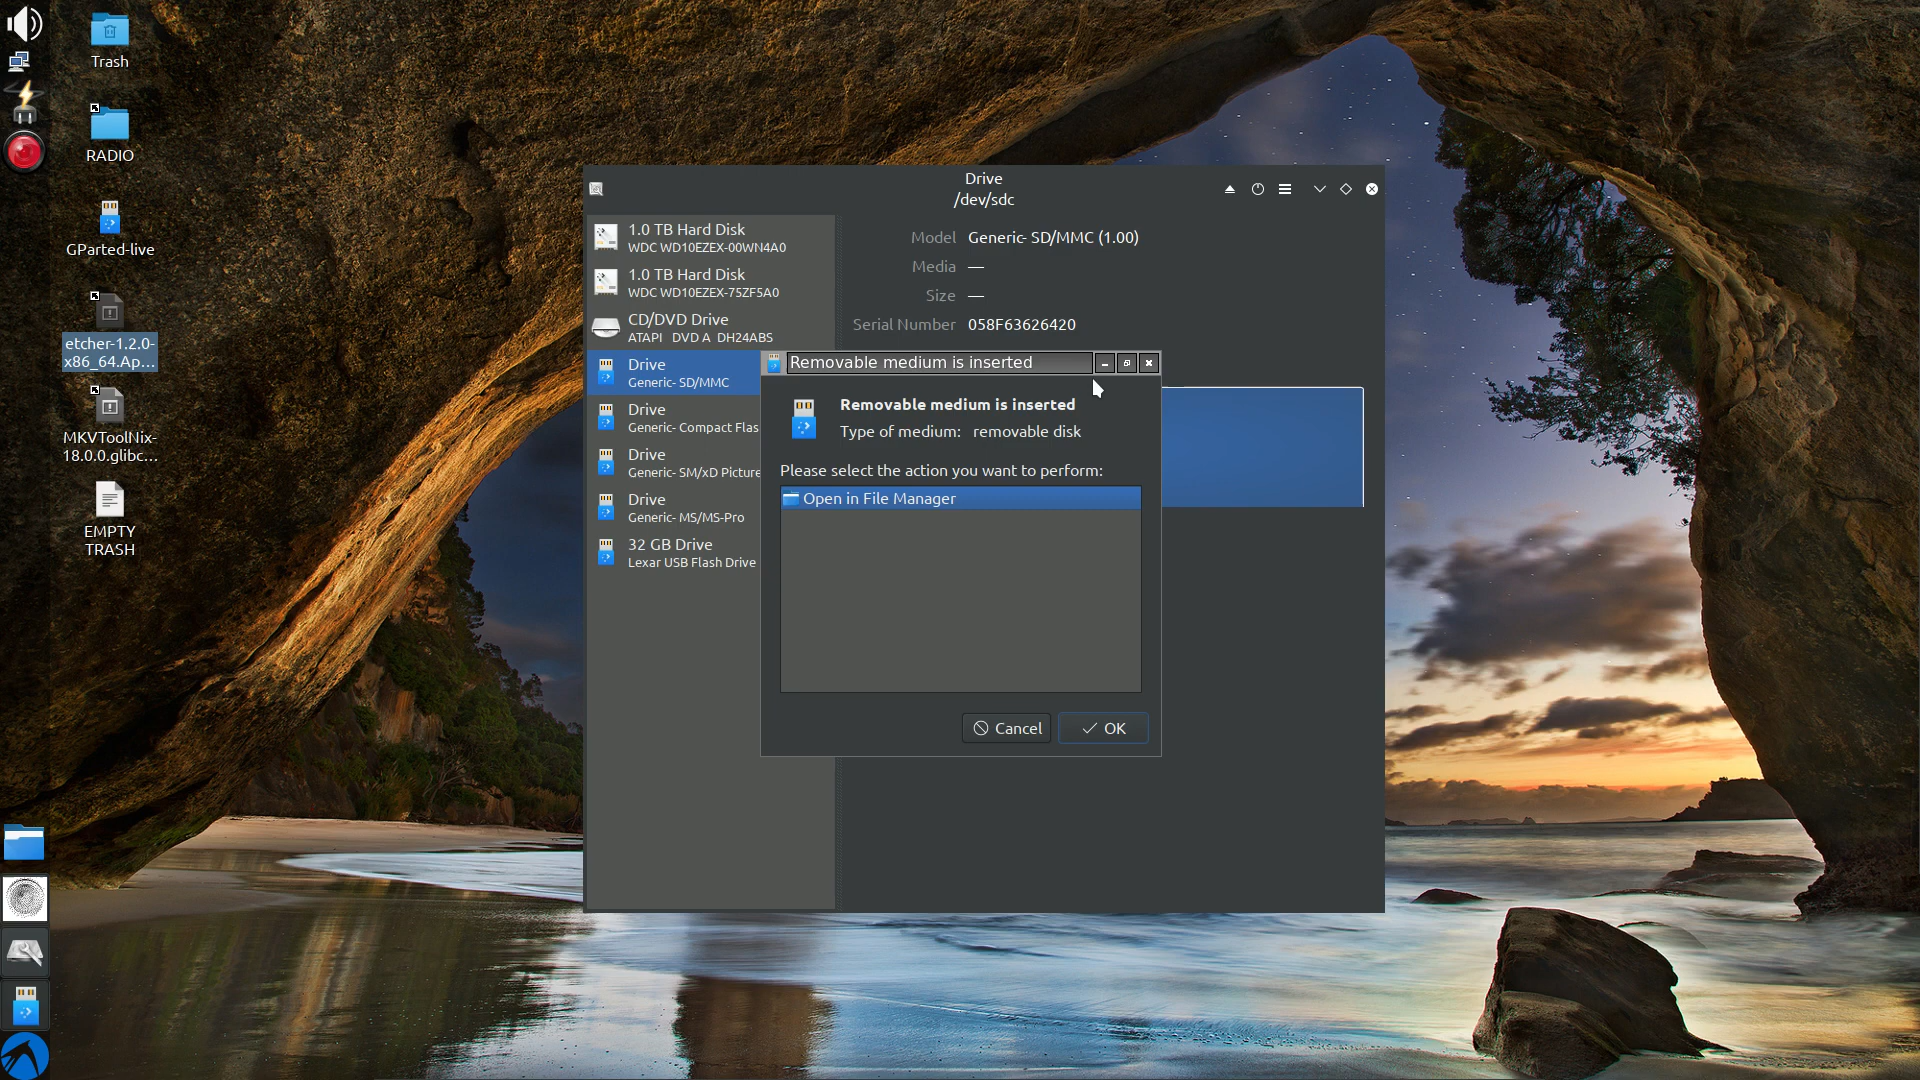 Trash
RADIO
GParted-live
etcher-1.2.0-
x86_64.Ap...
MKVToolNix-
18.0.0.glibc...
EMPTY
TRASH
Drive
/dev/sdc
1.0 TB Hard Disk
WDC WD10EZEX-00WN4A0
1.0 TB Hard Disk
WDC WD10EZEX-75ZF5A0
CD/DVD Drive
ATAPI DVD A DH24ABS
Drive
Generic- SD/MMC
Drive
Generic- Compact Flas
Drive
Generic- SM/xD Picture
Drive
Generic- MS/MS-Pro
32 GB Drive
Lexar USB Flash Drive
Model Generic- SD/MMC (1.00)
Media —
Size —
Serial Number 058F63626420
Removable medium is inserted
Removable medium is inserted
Type of medium: removable disk
Please select the action you want to perform:
Open in File Manager
Cancel
OK